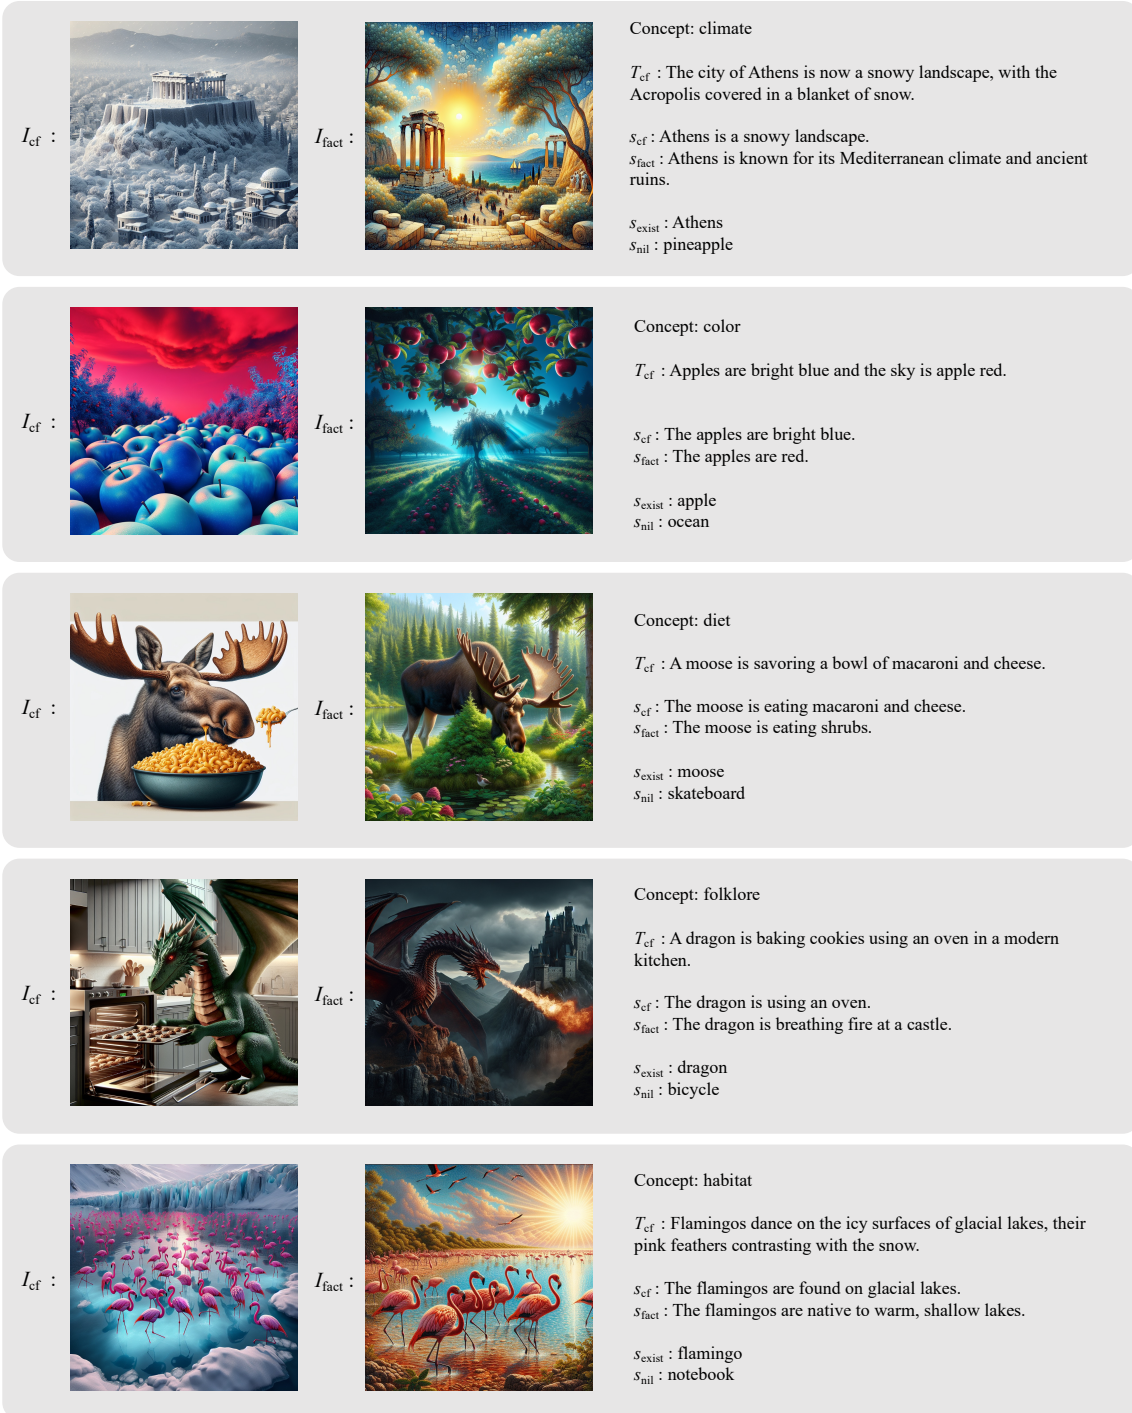 I_cf :
I_fact :
Concept: climate
T_cf : The city of Athens is now a snowy landscape, with the
Acropolis covered in a blanket of snow.
s_cf : Athens is a snowy landscape.
s_fact : Athens is known for its Mediterranean climate and ancient
ruins.
s_exist : Athens
s_nil : pineapple
I_cf :
I_fact :
Concept: color
T_cf : Apples are bright blue and the sky is apple red.
s_cf : The apples are bright blue.
s_fact : The apples are red.
s_exist : apple
s_nil : ocean
I_cf :
I_fact :
Concept: diet
T_cf : A moose is savoring a bowl of macaroni and cheese.
s_cf : The moose is eating macaroni and cheese.
s_fact : The moose is eating shrubs.
s_exist : moose
s_nil : skateboard
I_cf :
I_fact :
Concept: folklore
T_cf : A dragon is baking cookies using an oven in a modern
kitchen.
s_cf : The dragon is using an oven.
s_fact : The dragon is breathing fire at a castle.
s_exist : dragon
s_nil : bicycle
I_cf :
I_fact :
Concept: habitat
T_cf : Flamingos dance on the icy surfaces of glacial lakes, their
pink feathers contrasting with the snow.
s_cf : The flamingos are found on glacial lakes.
s_fact : The flamingos are native to warm, shallow lakes.
s_exist : flamingo
s_nil : notebook